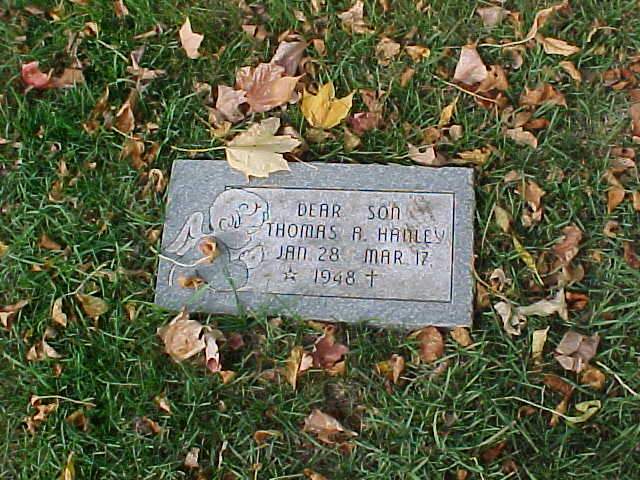 DEAR SON
THOMAS A. HANLEY
JAN 28 MAR 17
☆ 1948 †